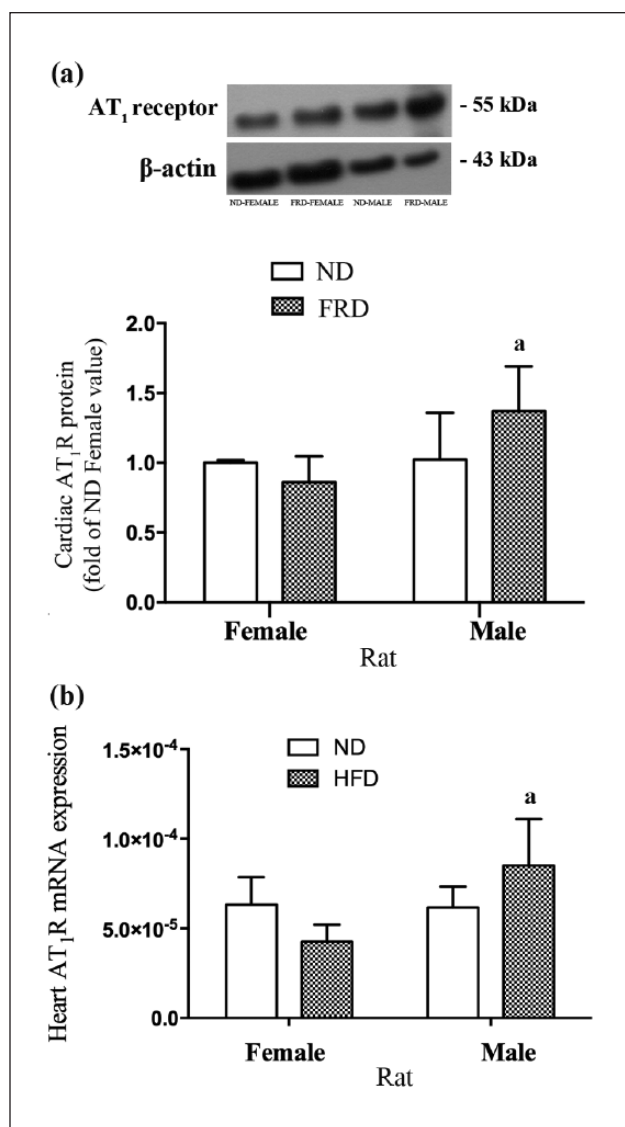 (a)
AT₁ receptor
- 55 kDa
β-actin
- 43 kDa
ND-FEMALE FRD-FEMALE ND-MALE FRD-MALE
ND
FRD
Cardiac AT₁R protein
(fold of ND Female value)
2.0
1.5
1.0
0.5
0.0
a
Female Male
Rat
(b)
ND
HFD
Heart AT₁R mRNA expression
1.5×10⁻⁴
1.0×10⁻⁴
5.0×10⁻⁵
0.0
a
Female Male
Rat